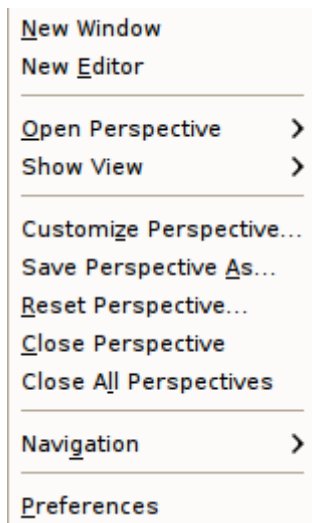 New Window
New Editor
Open Perspective
Show View
Customize Perspective...
Save Perspective As...
Reset Perspective...
Close Perspective
Close All Perspectives
Navigation
Preferences